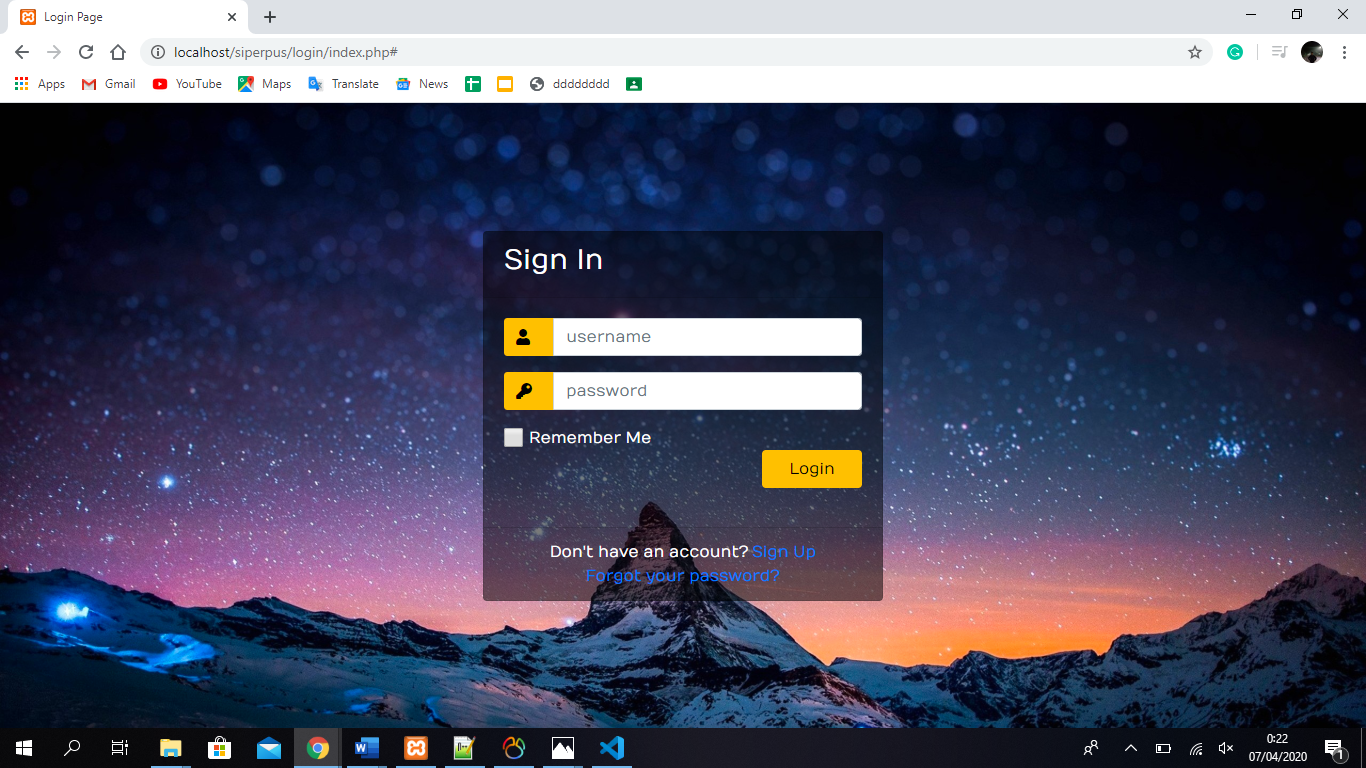 Login Page
localhost/siperpus/login/index.php#
Apps Gmail YouTube Maps Translate News dddddddd
Sign In
username
password
Remember Me
Login
Don't have an account? Sign Up
Forgot your password?
0:22
07/04/2020
1